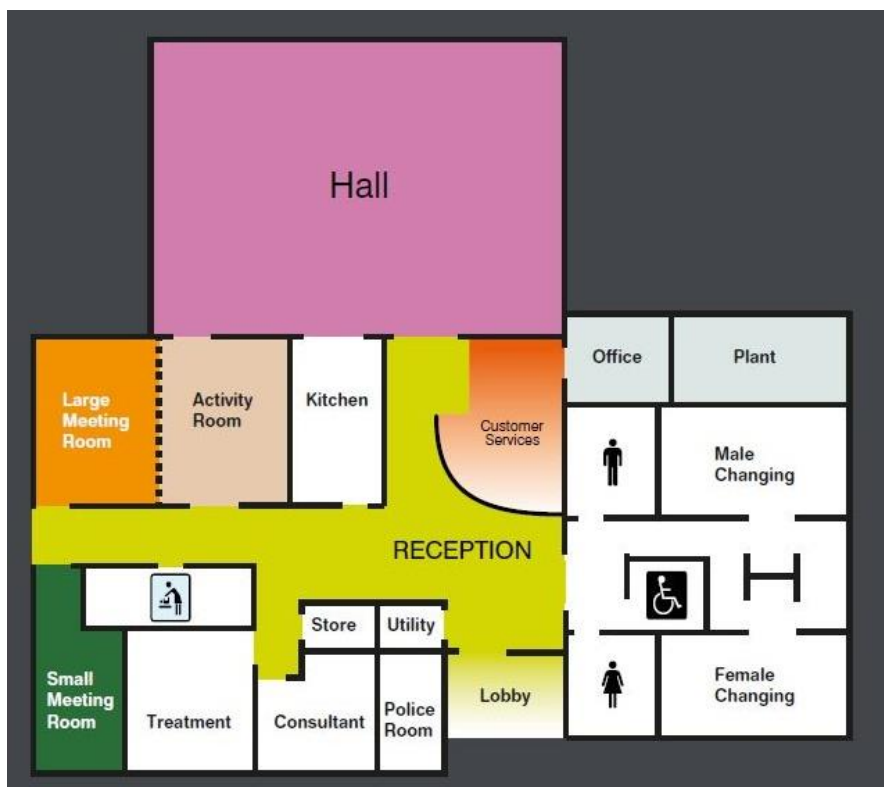 Hall
Office
Plant
Large
Meeting
Room
Activity
Room
Kitchen
Customer
Services
Male
Changing
RECEPTION
Store
Utility
Small
Meeting
Room
Treatment
Consultant
Police
Room
Lobby
Female
Changing